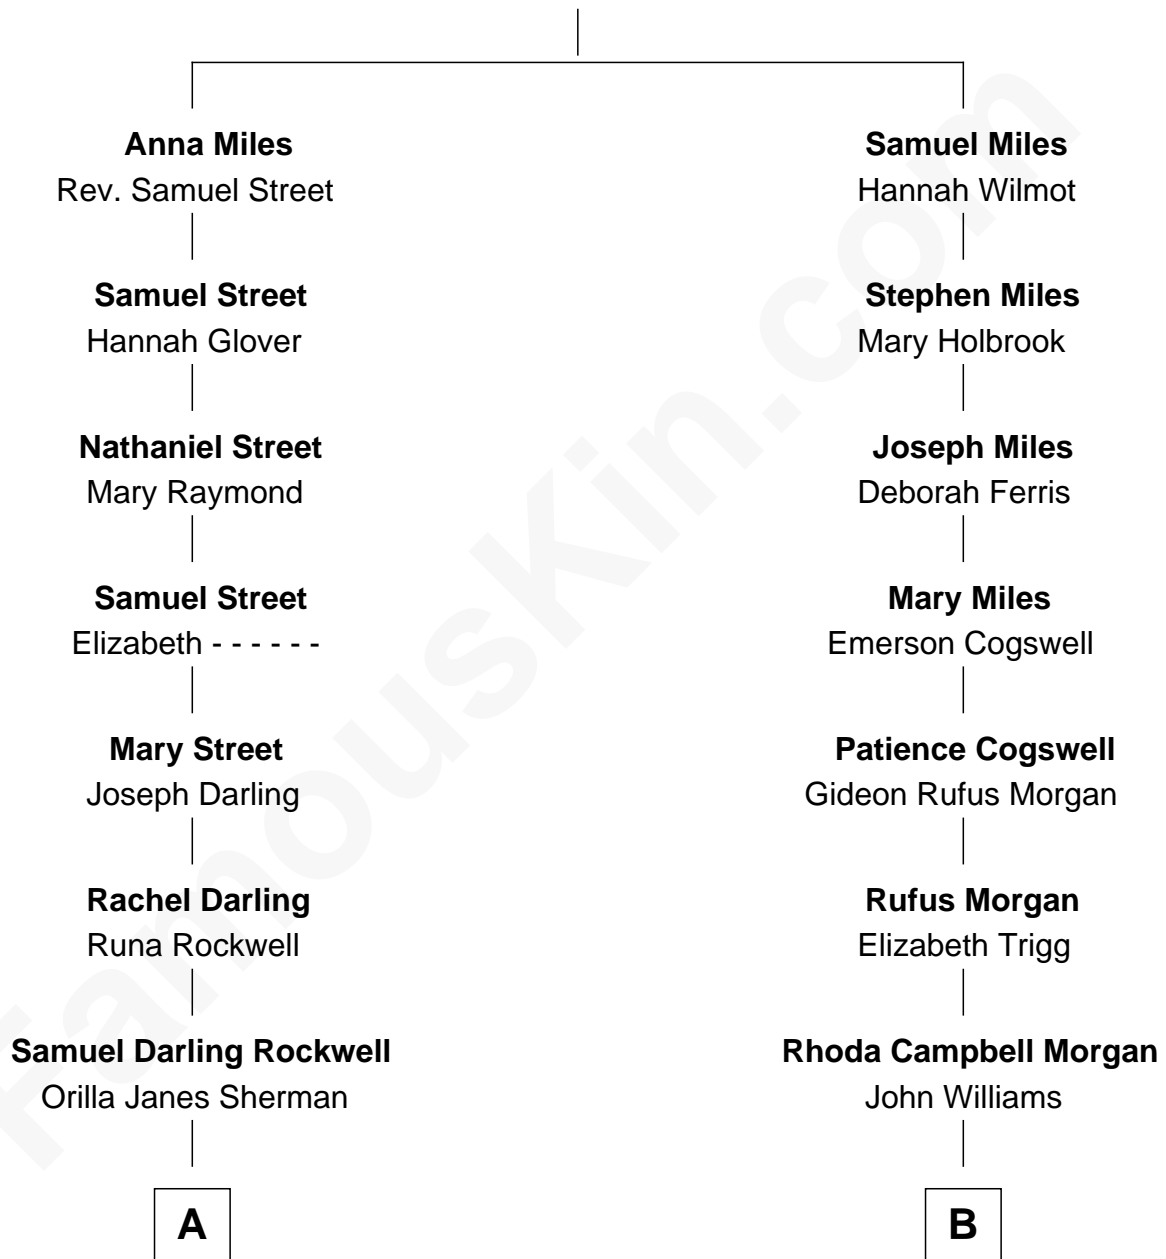 Anna Miles
Rev. Samuel Street
Samuel Street
Hannah Glover
Nathaniel Street
Mary Raymond
Samuel Street
Elizabeth - - - - - -
Mary Street
Joseph Darling
Rachel Darling
Runa Rockwell
Samuel Darling Rockwell
Orilla Janes Sherman
A
Samuel Miles
Hannah Wilmot
Stephen Miles
Mary Holbrook
Joseph Miles
Deborah Ferris
Mary Miles
Emerson Cogswell
Patience Cogswell
Gideon Rufus Morgan
Rufus Morgan
Elizabeth Trigg
Rhoda Campbell Morgan
John Williams
B
FamousKin.com